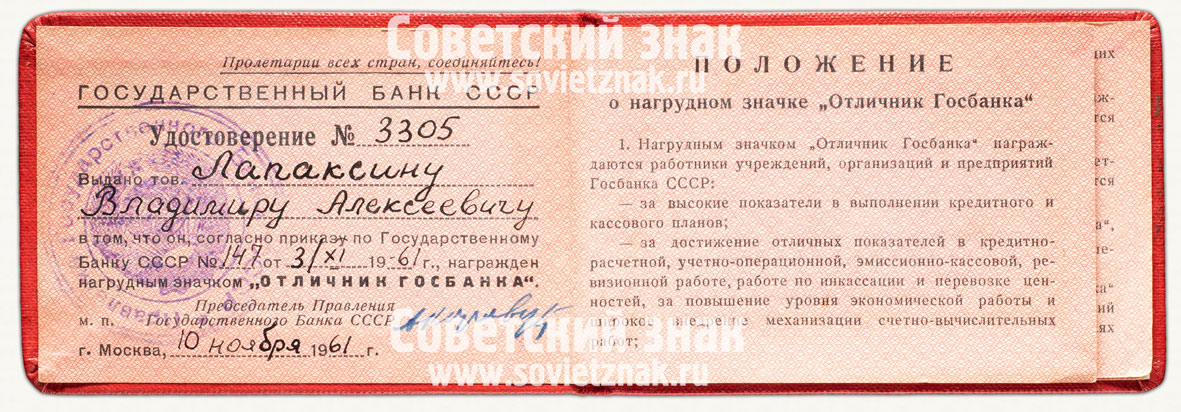 Пролетарии всех стран, соединяйтесь!
ГОСУДАРСТВЕННЫЙ БАНК СССР
Удостоверение № 3305
Выдано тов. Лапаксину
Владимиру Алексеевичу
в том, что он, согласно приказу по Государственному
Банку СССР № 147 от 3/XI 1961 г., награжден
нагрудным значком „ОТЛИЧНИК ГОСБАНКА“.
Председатель Правления
м. п. Государственного Банка СССР
г. Москва, 10 ноября 1961 г.
ПОЛОЖЕНИЕ
о нагрудном значке „Отличник Госбанка“
1. Нагрудным значком „Отличник Госбанка“ награж-
даются работники учреждений, организаций и предприятий
Госбанка СССР:
— за высокие показатели в выполнении кредитного и
кассового планов;
— за достижение отличных показателей в кредитно-
расчетной, учетно-операционной, эмиссионно-кассовой, ре-
визионной работе, работе по инкассации и перевозке цен-
ностей, за повышение уровня экономической работы и
широкое внедрение механизации счетно-вычислительных
работ;
Советский знак
www.sovietznak.ru
Советский знак
www.sovietznak.ru